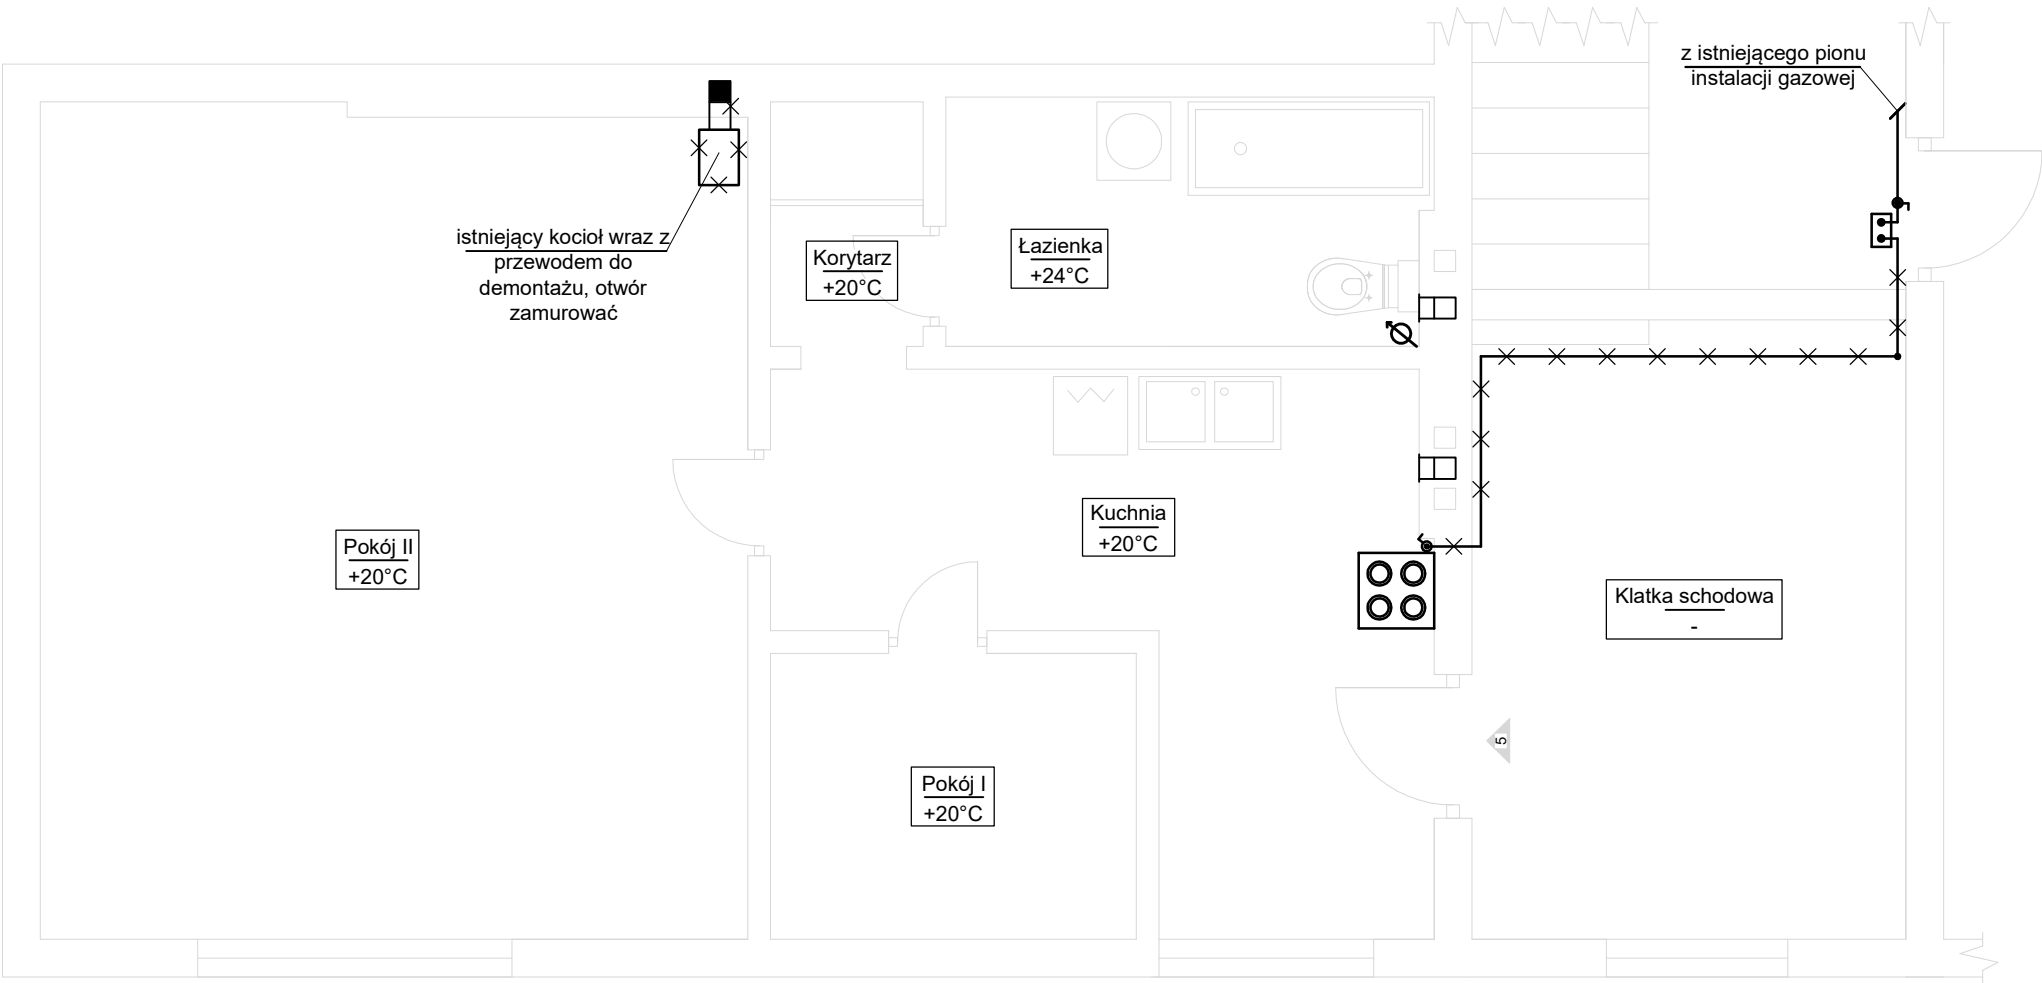 z istniejącego pionu
instalacji gazowej
istniejący kocioł wraz z
przewodem do
demontażu, otwór
zamurować
Korytarz
+20°C
Łazienka
+24°C
Kuchnia
+20°C
Pokój II
+20°C
Klatka schodowa
-
5
Pokój I
+20°C